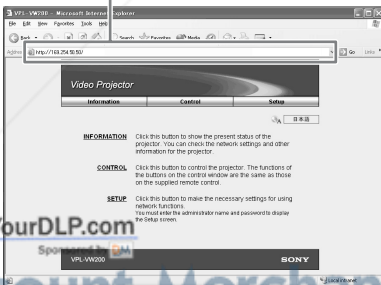 VPL-VW200 - Microsoft Internet Explorer
File Edit View Favorites Tools Help
Back Search Favorites Media
Address http://169.254.50.50/ Go Links
Video Projector
Information Control Setup
日本語
INFORMATION Click this button to show the present status of the
projector. You can check the network settings and other
information for the projector.
CONTROL Click this button to control the projector. The functions of
the buttons on the control window are the same as those
on the supplied remote control.
SETUP Click this button to make the necessary settings for using
network functions.
You must enter the administrator name and password to display
the Setup screen.
YourDLP.com
Sponsored by
VPL-VW200 SONY
Local intranet